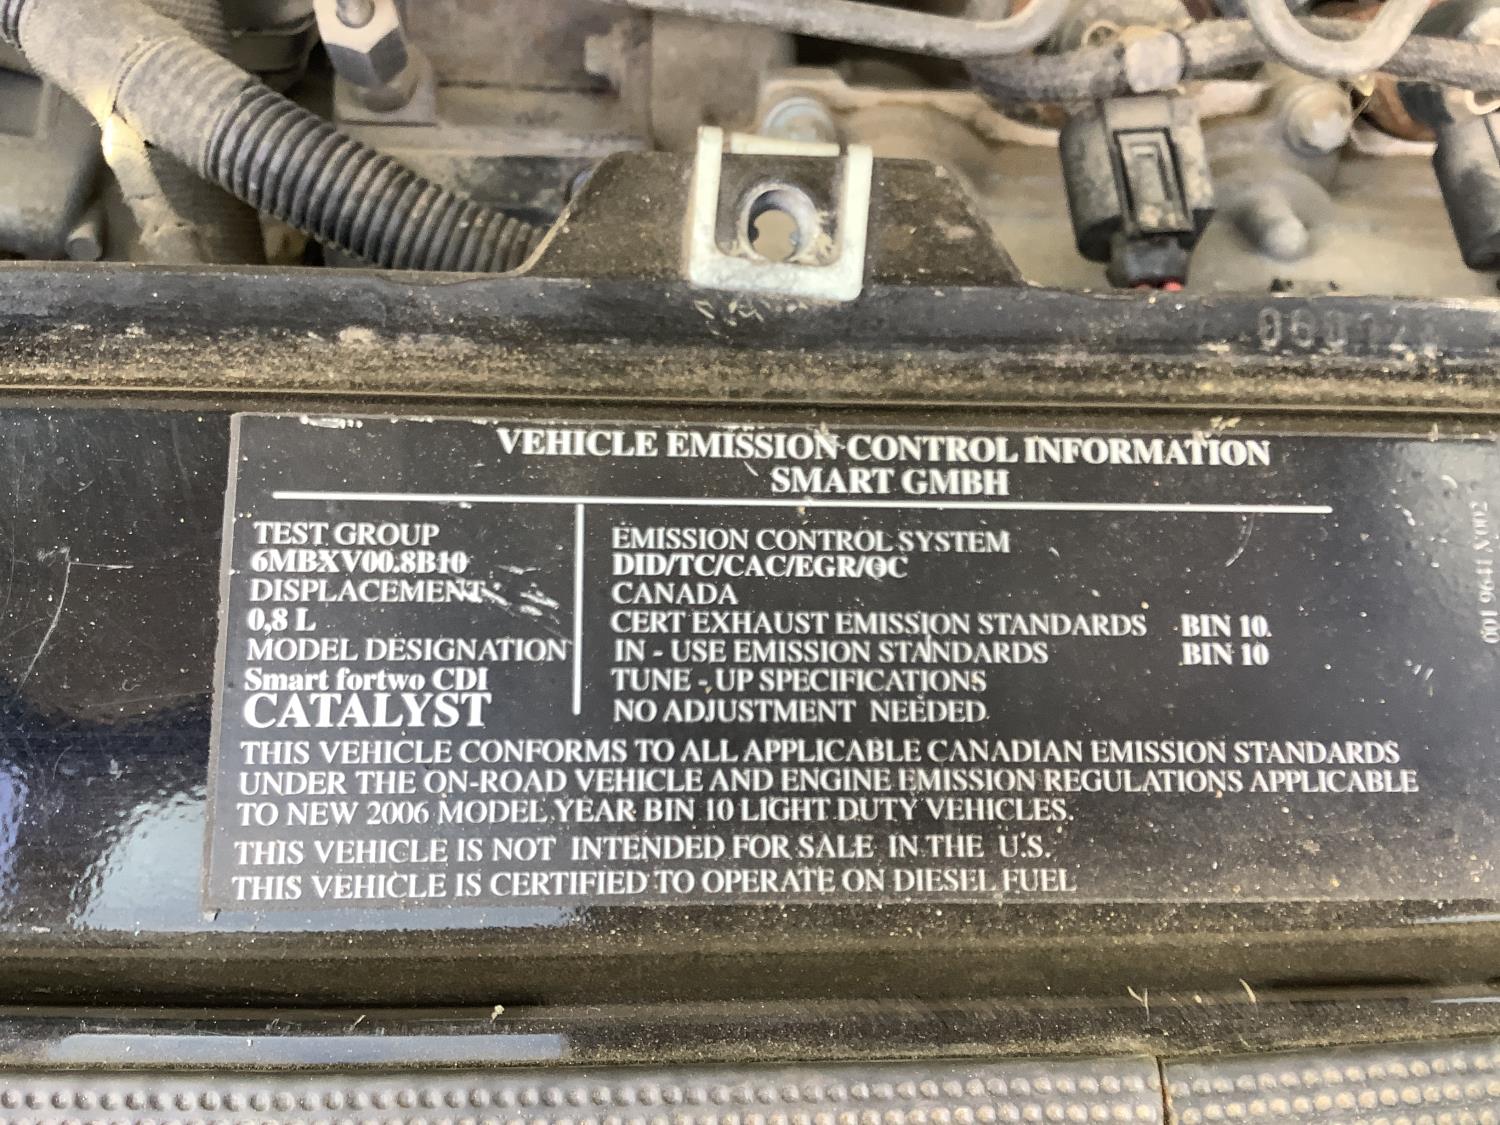 VEHICLE EMISSION CONTROL INFORMATION
SMART GMBH
TEST GROUP
6MBXV00.8B10
DISPLACEMENT
0,8 L
MODEL DESIGNATION
Smart fortwo CDI
CATALYST
EMISSION CONTROL SYSTEM
DID/TC/CAC/EGR/OC
CANADA
CERT EXHAUST EMISSION STANDARDS BIN 10
IN - USE EMISSION STANDARDS BIN 10
TUNE - UP SPECIFICATIONS
NO ADJUSTMENT NEEDED
THIS VEHICLE CONFORMS TO ALL APPLICABLE CANADIAN EMISSION STANDARDS
UNDER THE ON-ROAD VEHICLE AND ENGINE EMISSION REGULATIONS APPLICABLE
TO NEW 2006 MODEL YEAR BIN 10 LIGHT DUTY VEHICLES.
THIS VEHICLE IS NOT INTENDED FOR SALE IN THE U.S.
THIS VEHICLE IS CERTIFIED TO OPERATE ON DIESEL FUEL